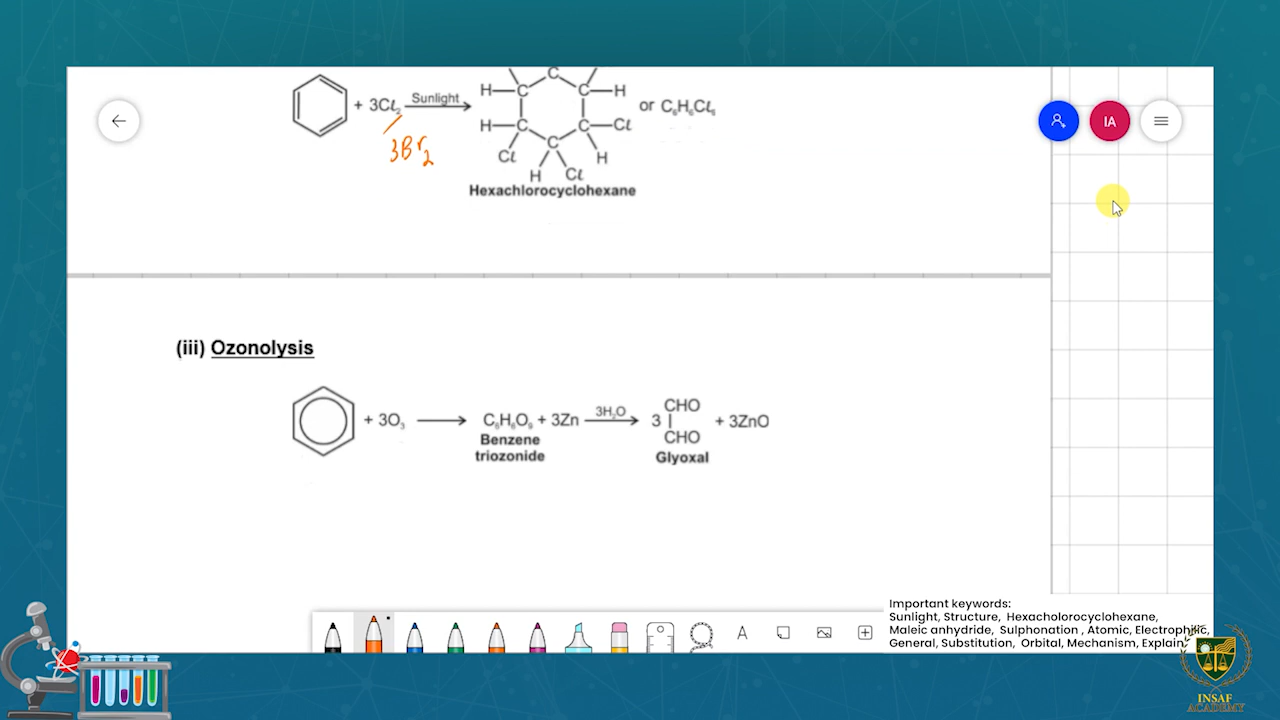 + 3Cl₂ Sunlight → or C₆H₆Cl₆
3Br₂
C
H—C C—H
H—C C—Cl
Cl C H
H Cl
Hexachlorocyclohexane
IA
(iii) Ozonolysis
+ 3O₃ → C₆H₆O₉ + 3Zn 3H₂O → 3 CHO | CHO + 3ZnO
Benzene
triozonide
Glyoxal
A
Important keywords:
Sunlight, Structure, Hexacholorocyclohexane,
Maleic anhydride, Sulphonation , Atomic, Electrophilic,
General, Substitution, Orbital, Mechanism, Explain
INSAF
ACADEMY